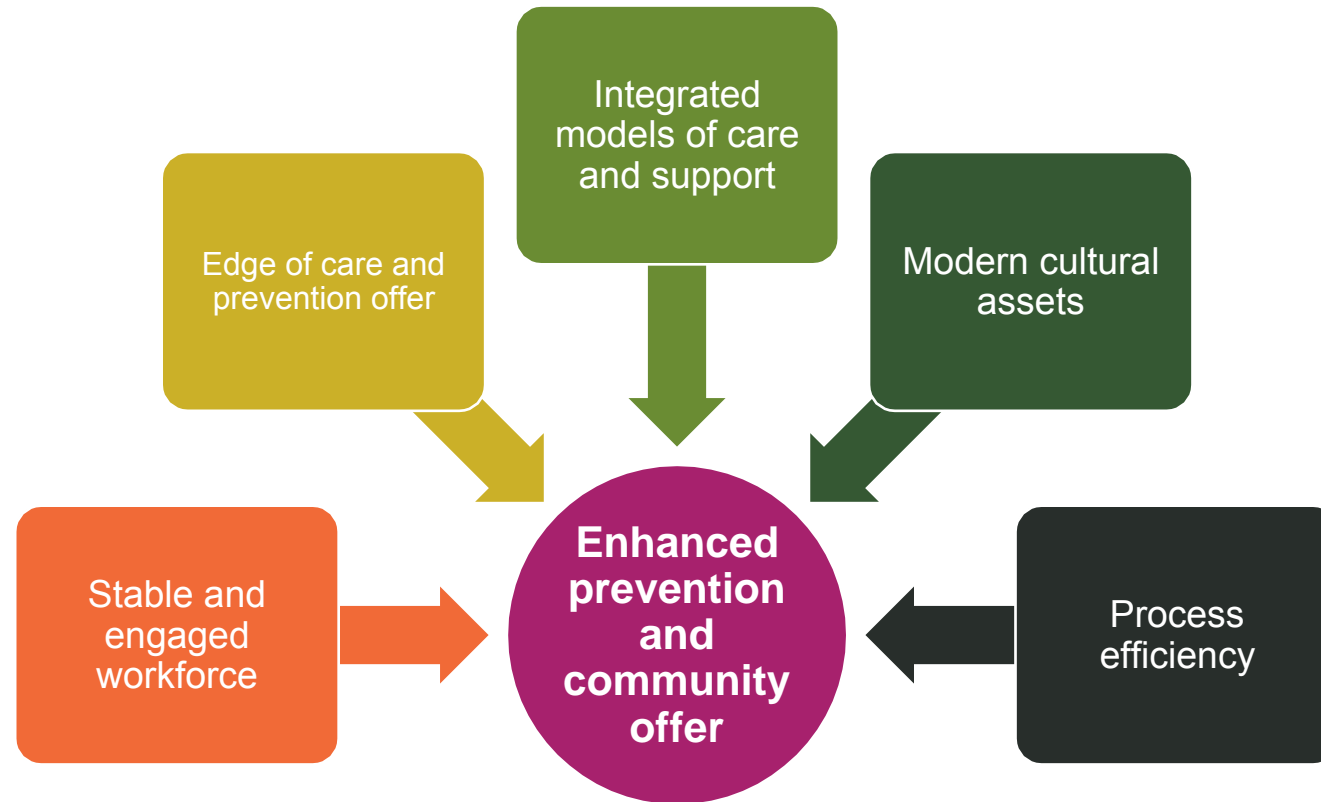 Integrated
models of care
and support
Edge of care and
prevention offer
Modern cultural
assets
Stable and
engaged
workforce
Enhanced
prevention
and
community
offer
Process
efficiency